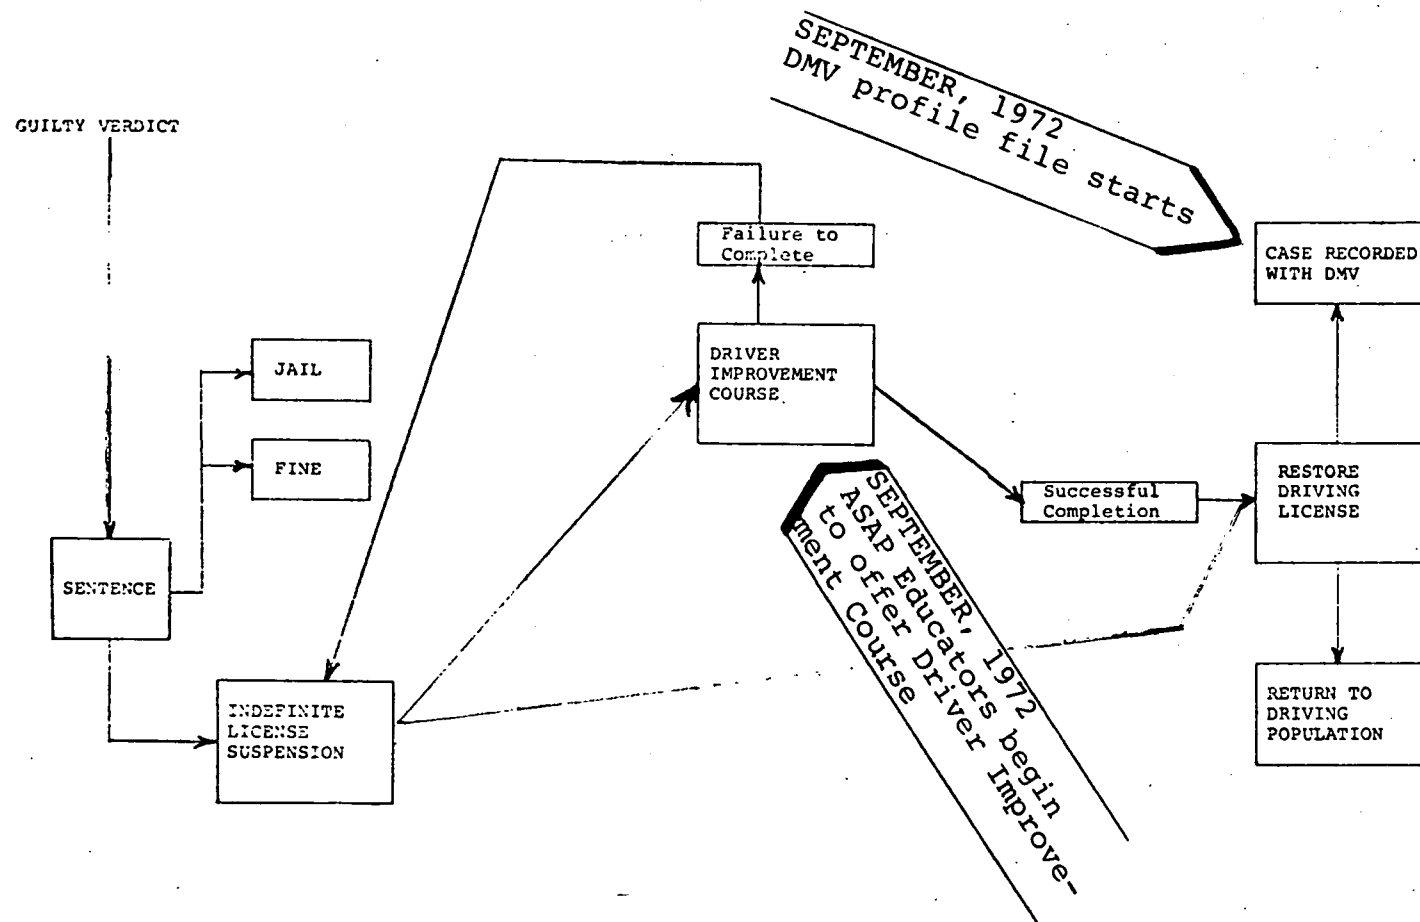 SEPTEMBER, 1972
DMV profile file starts
GUILTY VERDICT
Failure to
Complete
CASE RECORDED
WITH DMV
JAIL
DRIVER
IMPROVEMENT
COURSE
FINE
SEPTEMBER, 1972
ASAP Educators begin
to offer Driver Improve-
ment Course
Successful
Completion
RESTORE
DRIVING
LICENSE
SENTENCE
INDEFINITE
LICENSE
SUSPENSION
RETURN TO
DRIVING
POPULATION